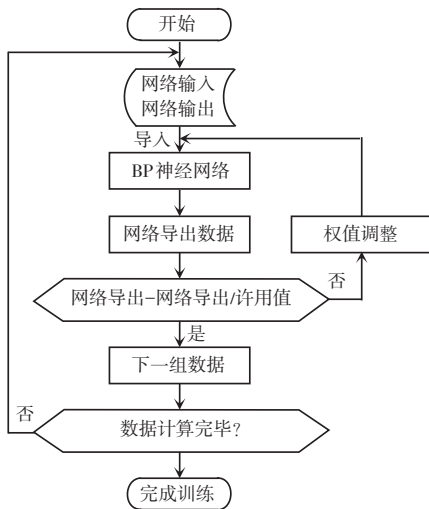 开始
网络输入
网络输出
导入
BP神经网络
网络导出数据
权值调整
否
网络导出-网络导出/许用值
是
下一组数据
否
数据计算完毕?
完成训练